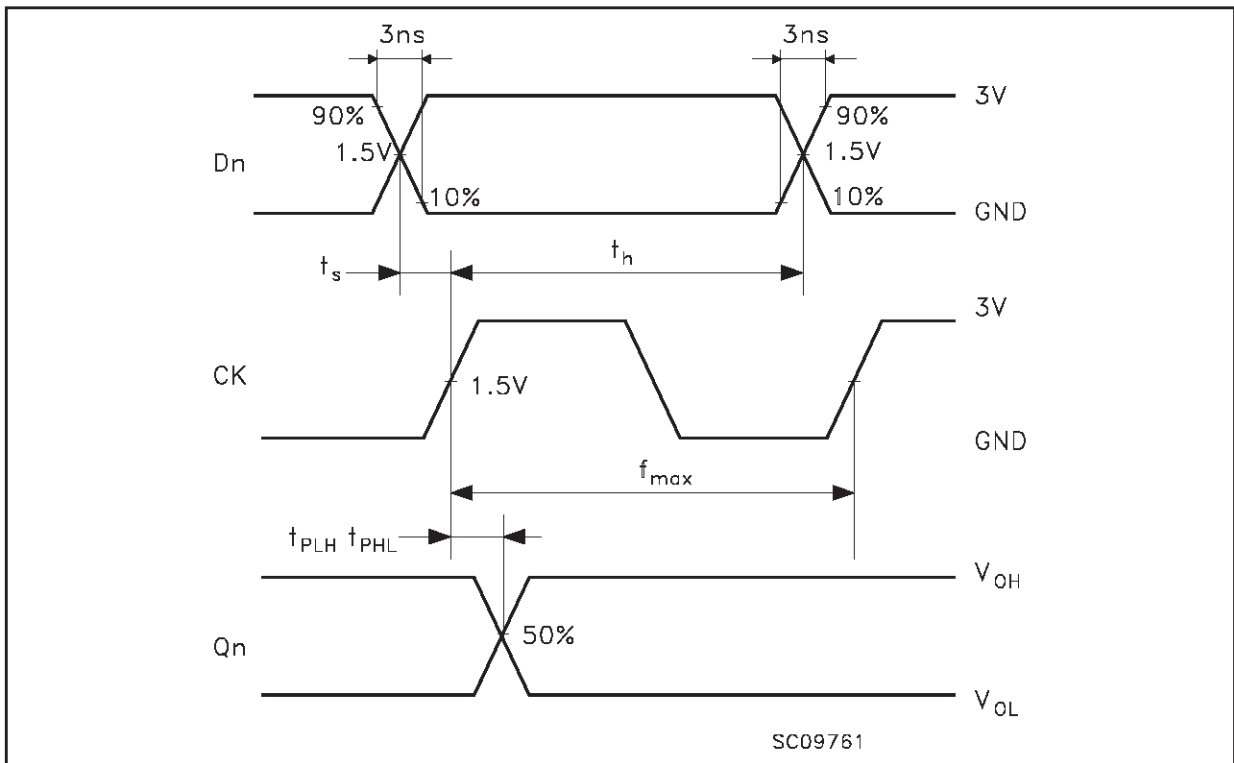 3ns 3ns
90% 90% 3V
Dn 1.5V 1.5V
10% 10% GND
ts th
3V
CK 1.5V
GND
fmax
tPLH tPHL
VOH
Qn 50%
VOL
SC09761